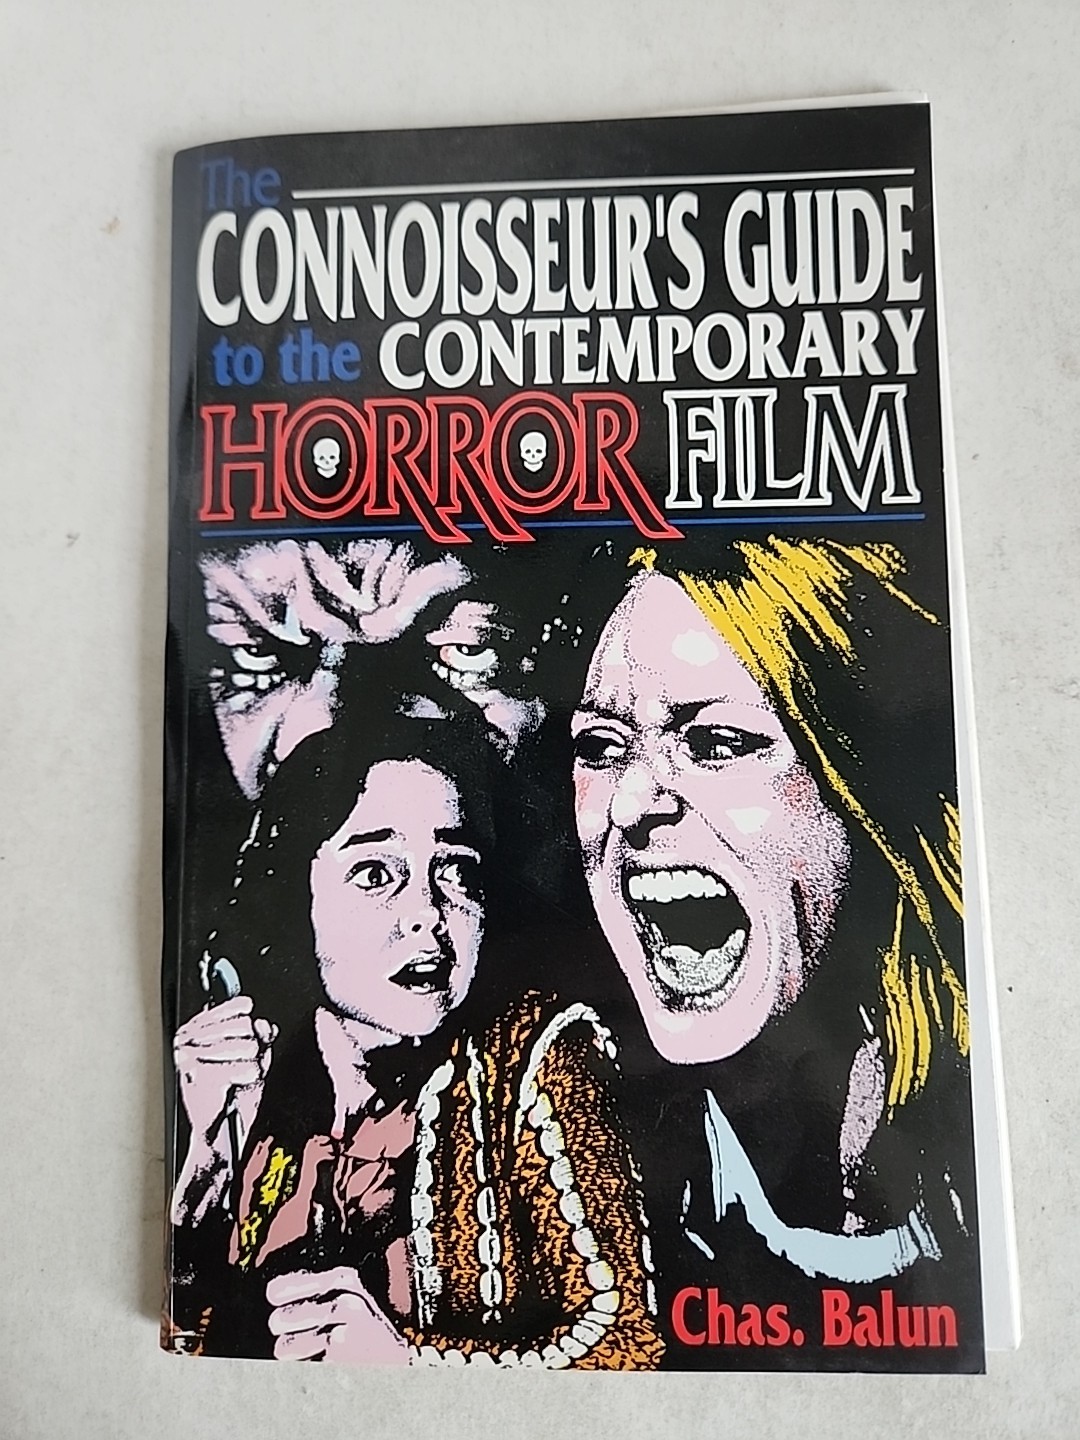 The
CONNOISSEUR'S GUIDE
to the CONTEMPORARY
HORROR FILM
Chas. Balun